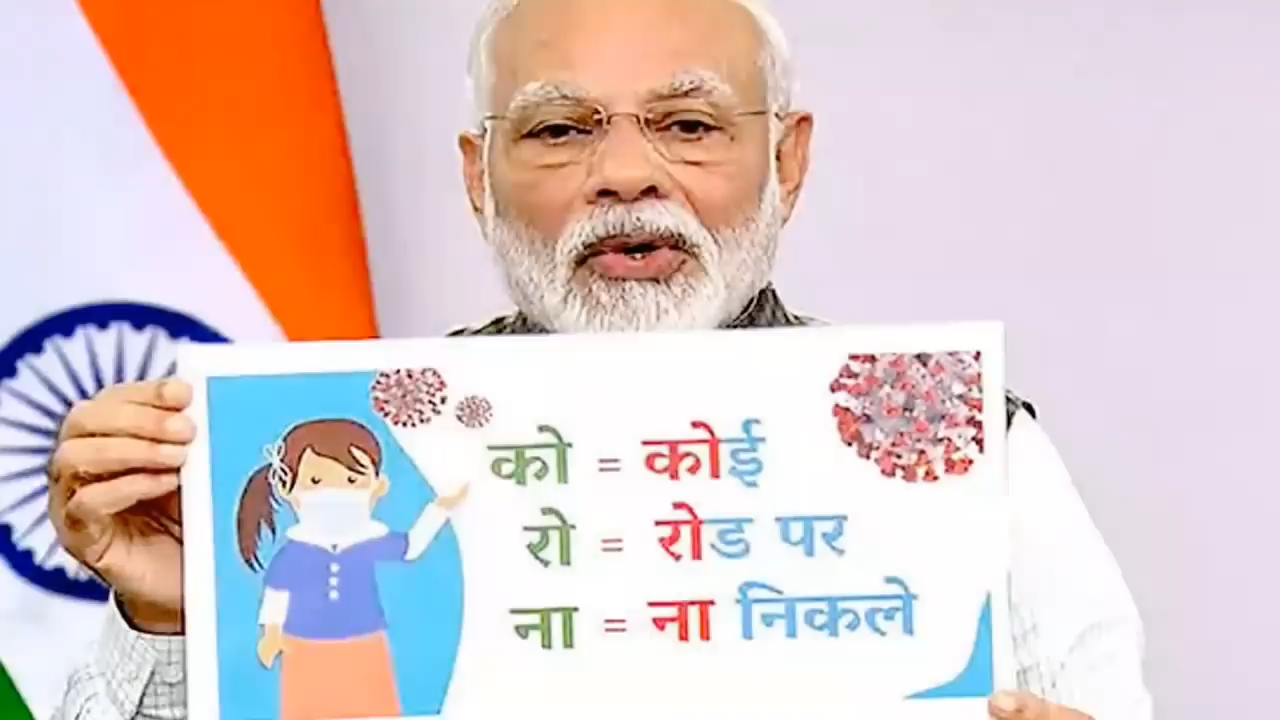 को = कोई
रो = रोड पर
ना = ना निकले